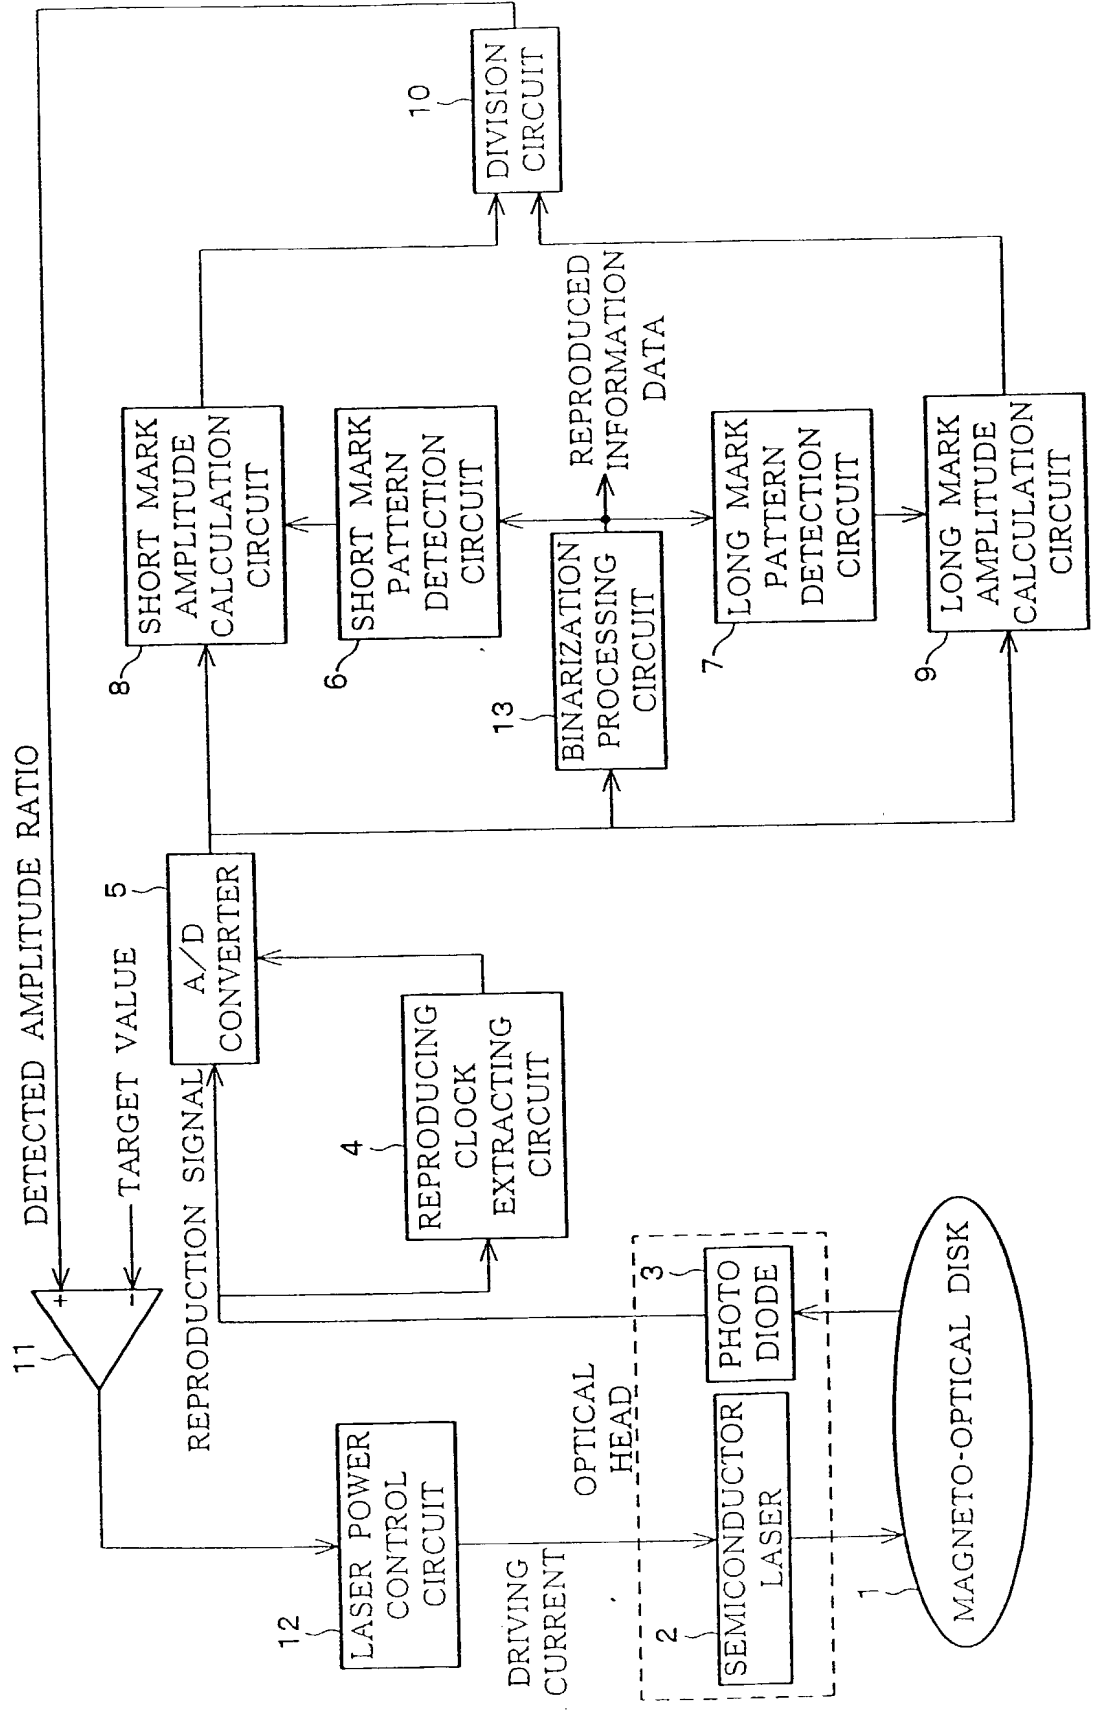 DETECTED AMPLITUDE RATIO
11
+
-
TARGET VALUE
REPRODUCTION SIGNAL
5
A/D
CONVERTER
8
SHORT MARK
AMPLITUDE
CALCULATION
CIRCUIT
10
DIVISION
CIRCUIT
12
LASER POWER
CONTROL
CIRCUIT
4
REPRODUCING
CLOCK
EXTRACTING
CIRCUIT
6
SHORT MARK
PATTERN
DETECTION
CIRCUIT
DRIVING
CURRENT
OPTICAL
HEAD
13
BINARIZATION
PROCESSING
CIRCUIT
REPRODUCED
INFORMATION
DATA
2
SEMICONDUCTOR
LASER
3
PHOTO
DIODE
7
LONG MARK
PATTERN
DETECTION
CIRCUIT
1
MAGNETO-OPTICAL DISK
9
LONG MARK
AMPLITUDE
CALCULATION
CIRCUIT